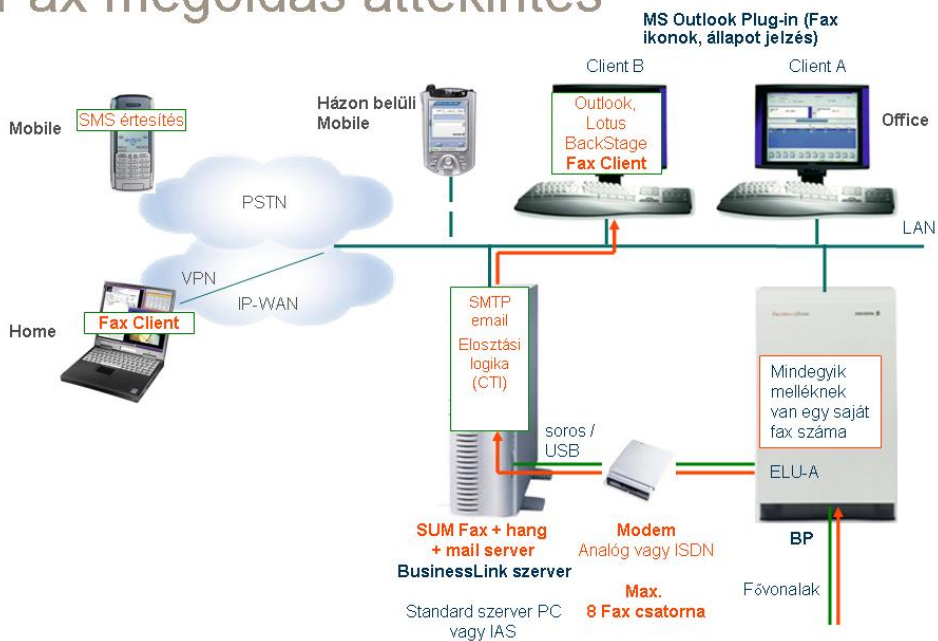 Fax megoldás áttekintés
MS Outlook Plug-in (Fax
ikonok, állapot jelzés)
Client B
Client A
Mobile
SMS értesítés
Házon belüli
Mobile
Outlook,
Lotus
BackStage
Fax Client
Office
PSTN
LAN
VPN
IP-WAN
Home
Fax Client
SMTP
email
Elosztási
logika
(CTI)
Mindegyik
melléknek
van egy saját
fax száma
soros /
USB
ELU-A
SUM Fax + hang
+ mail server
BusinessLink szerver
Standard szerver PC
vagy IAS
Modem
Analóg vagy ISDN
Max.
8 Fax csatorna
BP
Fővonalak